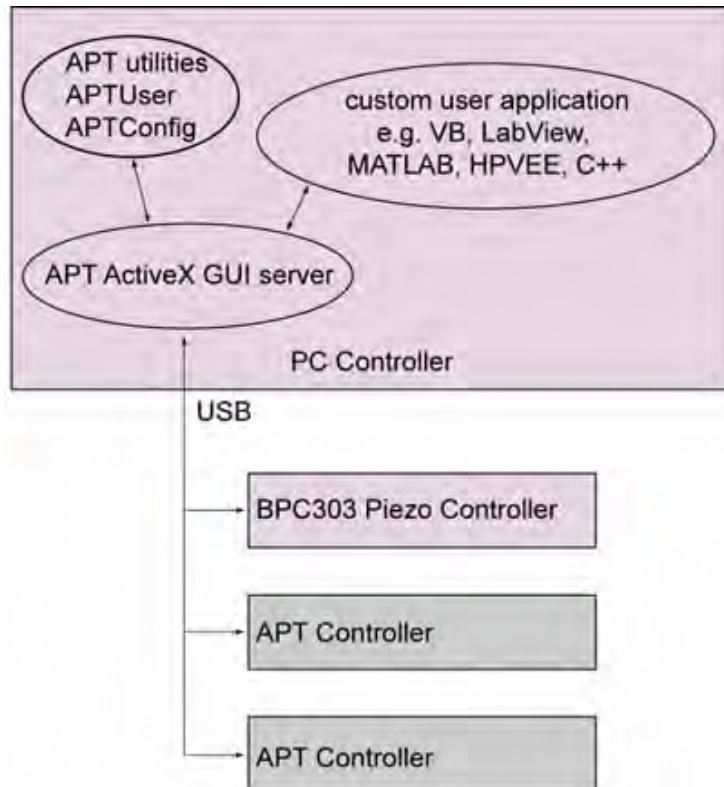 APT utilities
APTUser
APTConfig
custom user application
e.g. VB, LabView,
MATLAB, HPVEE, C++
APT ActiveX GUI server
PC Controller
USB
BPC303 Piezo Controller
APT Controller
APT Controller